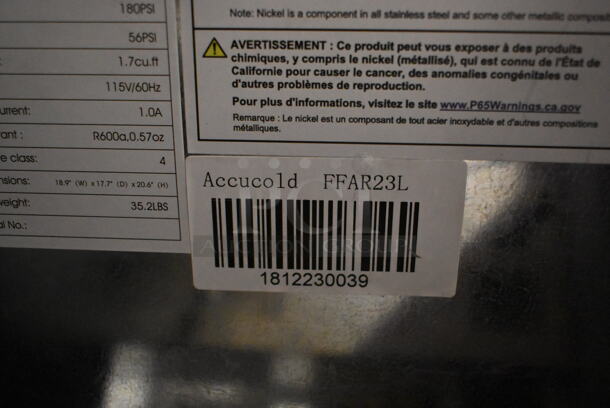 180PSI
56PSI
1.7cu.ft
115V/60Hz
1.0A
R600a,0.57oz
class: 4
18.9" (W) x 17.7" (D) x 20.6" (H)
35.2LBS
No.:
Note: Nickel is a component in all stainless steel and some other metallic
AVERTISSEMENT : Ce produit peut vous exposer à des produits
chimiques, y compris le nickel (métallisé), qui est connu de l'État de
Californie pour causer le cancer, des anomalies congénitales ou
d'autres problèmes de reproduction.
Pour plus d'informations, visitez le site www.P65Warnings.ca.gov
Remarque : Le nickel est un composant de tout acier inoxydable et d'autres compositions
métalliques.
Accucold FFAR23L
AUCTION GROUP
1812230039